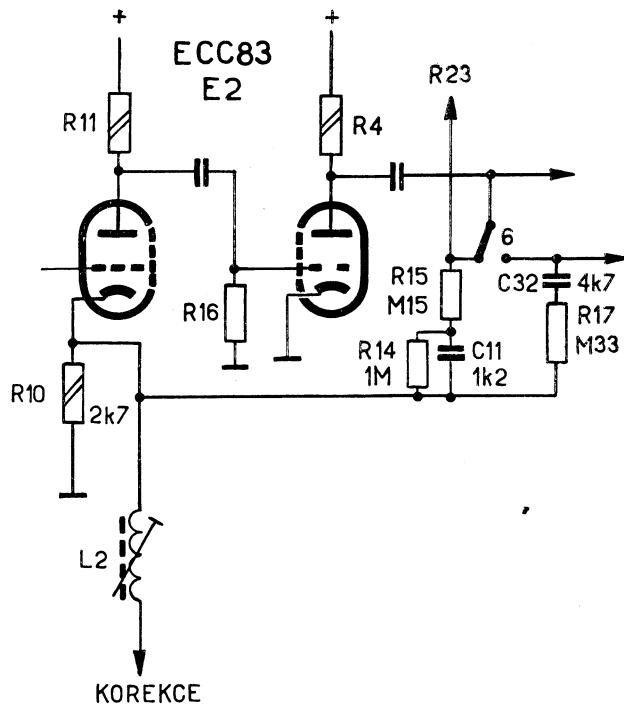 +
+
ECC83
E2
R11
R4
R23
6
R15
M15
C32
4k7
R16
R17
M33
R14
1M
C11
1k2
R10
2k7
L2
KOREKCE